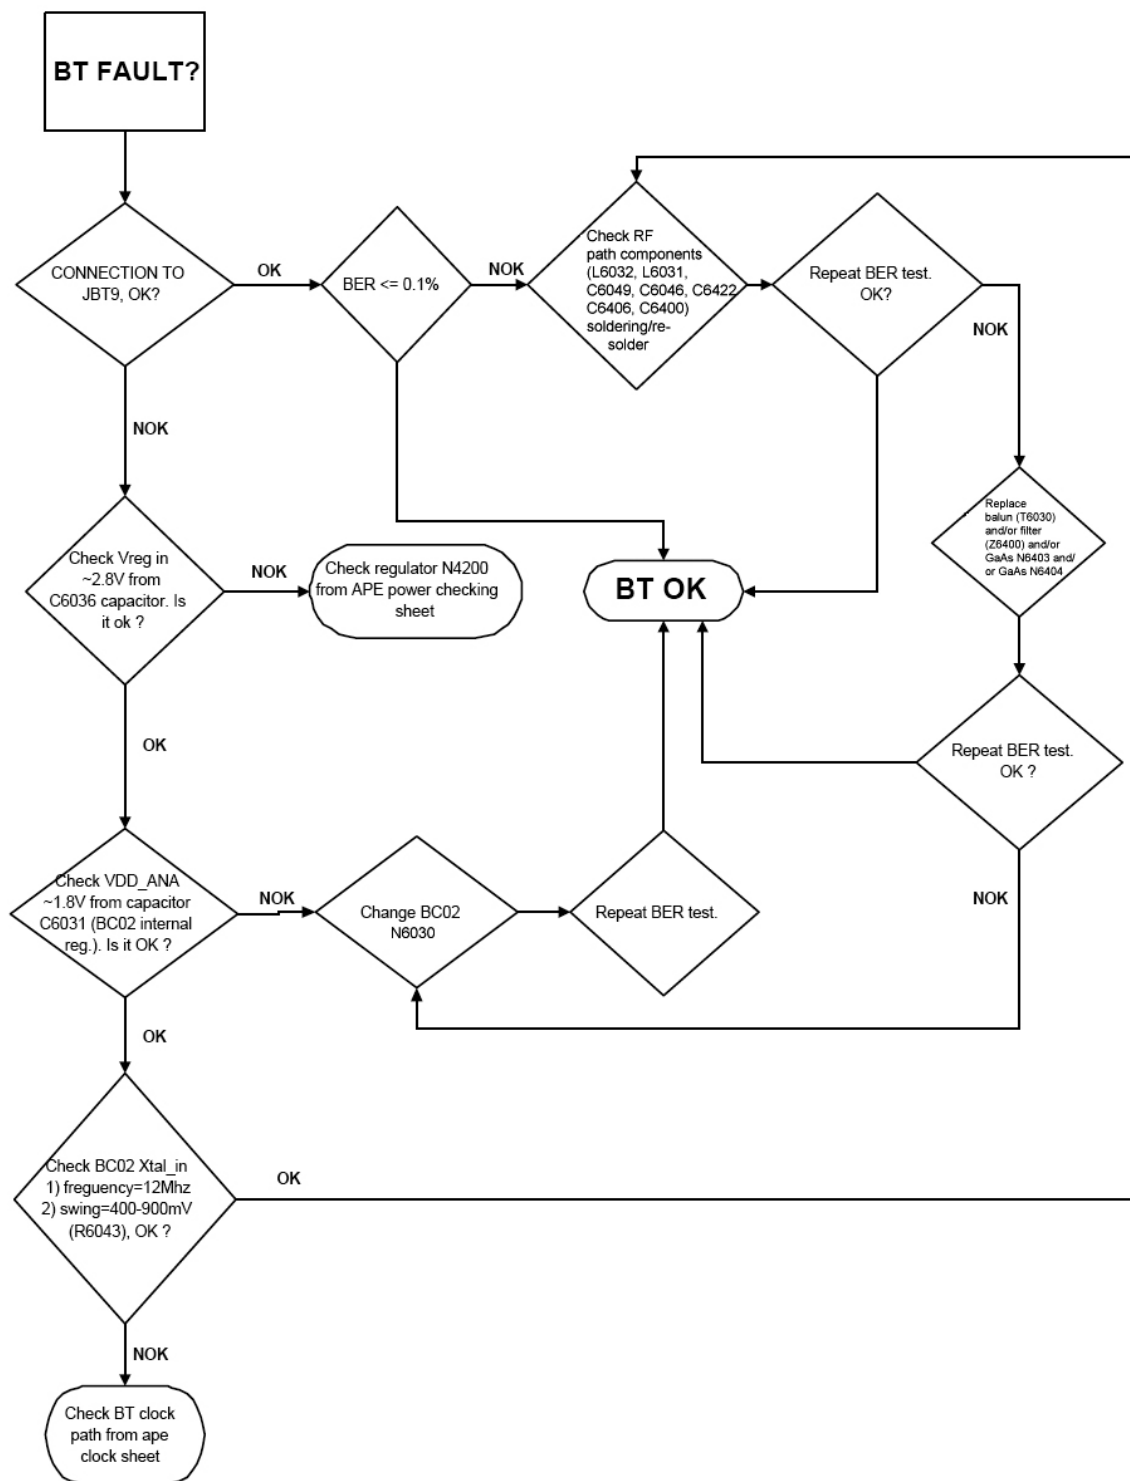 BT FAULT?
CONNECTION TO
JBT9, OK?
OK
BER <= 0.1%
NOK
Check RF
path components
(L6032, L6031,
C6049, C6046, C6422
C6406, C6400)
soldering/re-
solder
Repeat BER test.
OK?
NOK
NOK
Check Vreg in
~2.8V from
C6036 capacitor. Is
it ok ?
NOK
Check regulator N4200
from APE power checking
sheet
BT OK
Replace
balun (T6030)
and/or filter
(Z6400) and/or
GaAs N6403 and/
or GaAs N6404
OK
Repeat BER test.
OK ?
Check VDD_ANA
~1.8V from capacitor
C6031 (BC02 internal
reg.). Is it OK ?
NOK
Change BC02
N6030
Repeat BER test.
NOK
OK
Check BC02 Xtal_in
1) freguency=12Mhz
2) swing=400-900mV
(R6043), OK ?
OK
NOK
Check BT clock
path from ape
clock sheet